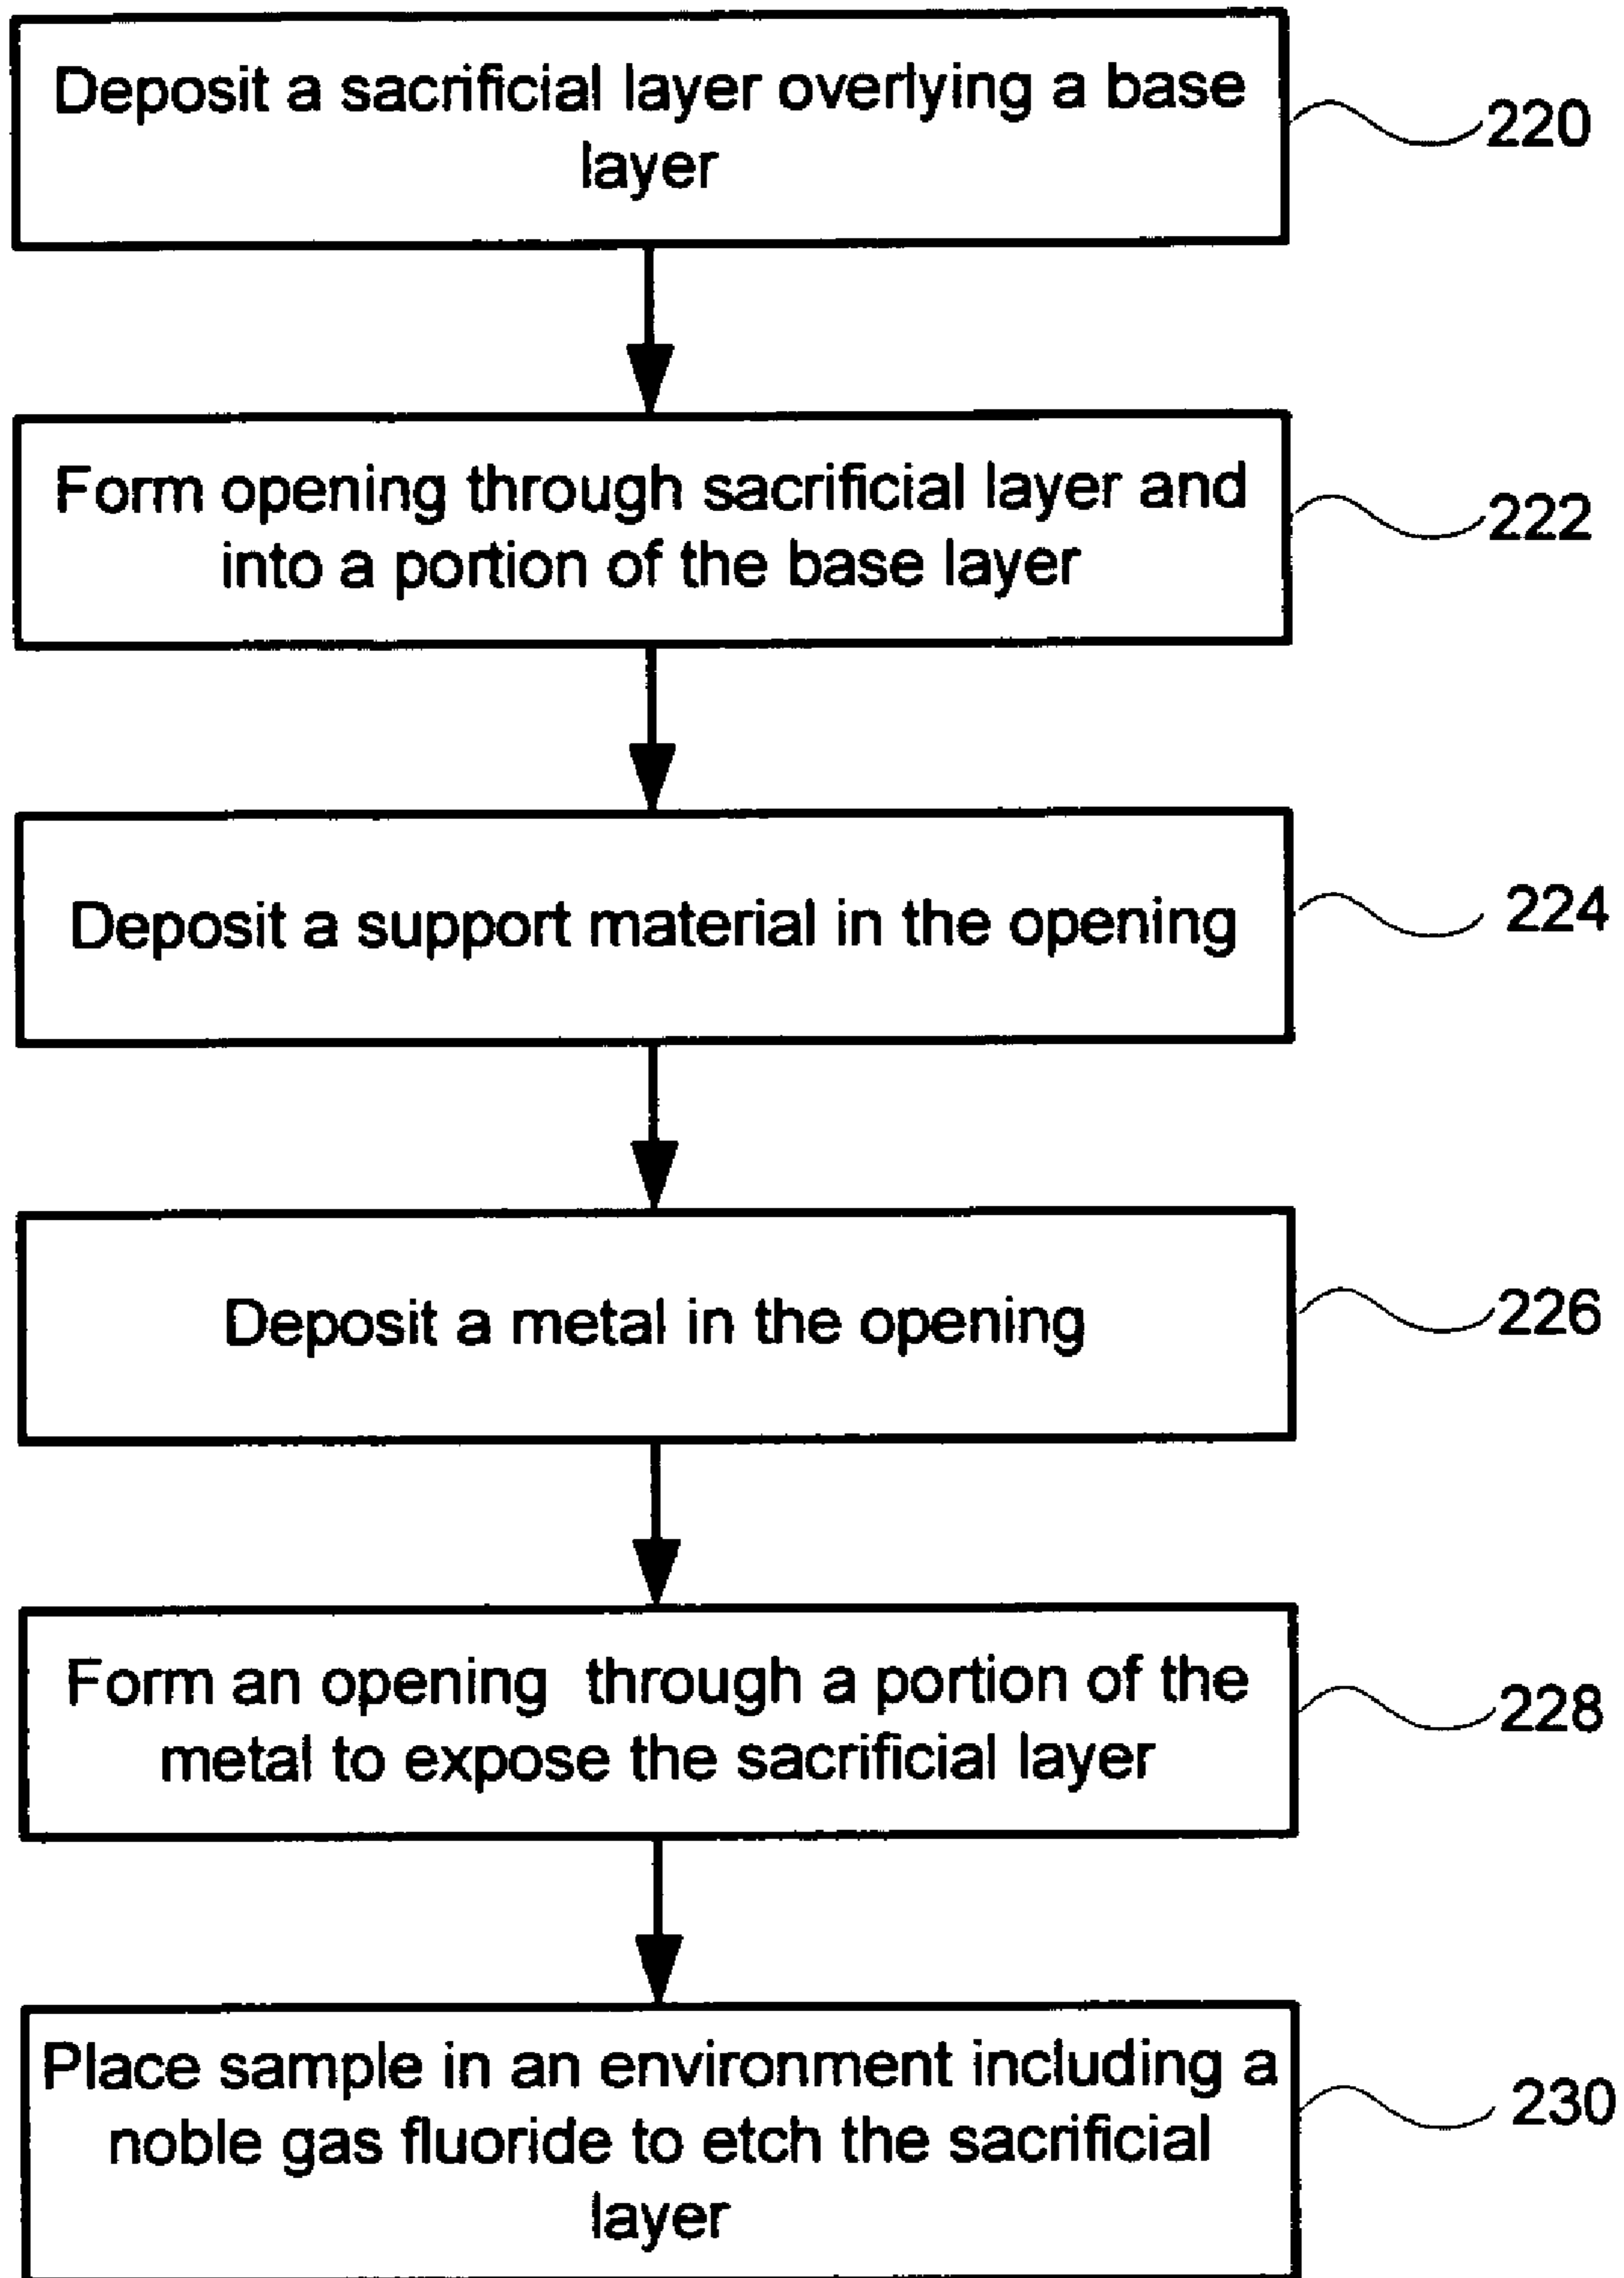 Deposit a sacrificial layer overlying a base
layer
220
Form opening through sacrificial layer and
into a portion of the base layer
222
Deposit a support material in the opening
224
Deposit a metal in the opening
226
Form an opening through a portion of the
metal to expose the sacrificial layer
228
Place sample in an environment including a
noble gas fluoride to etch the sacrificial
layer
230